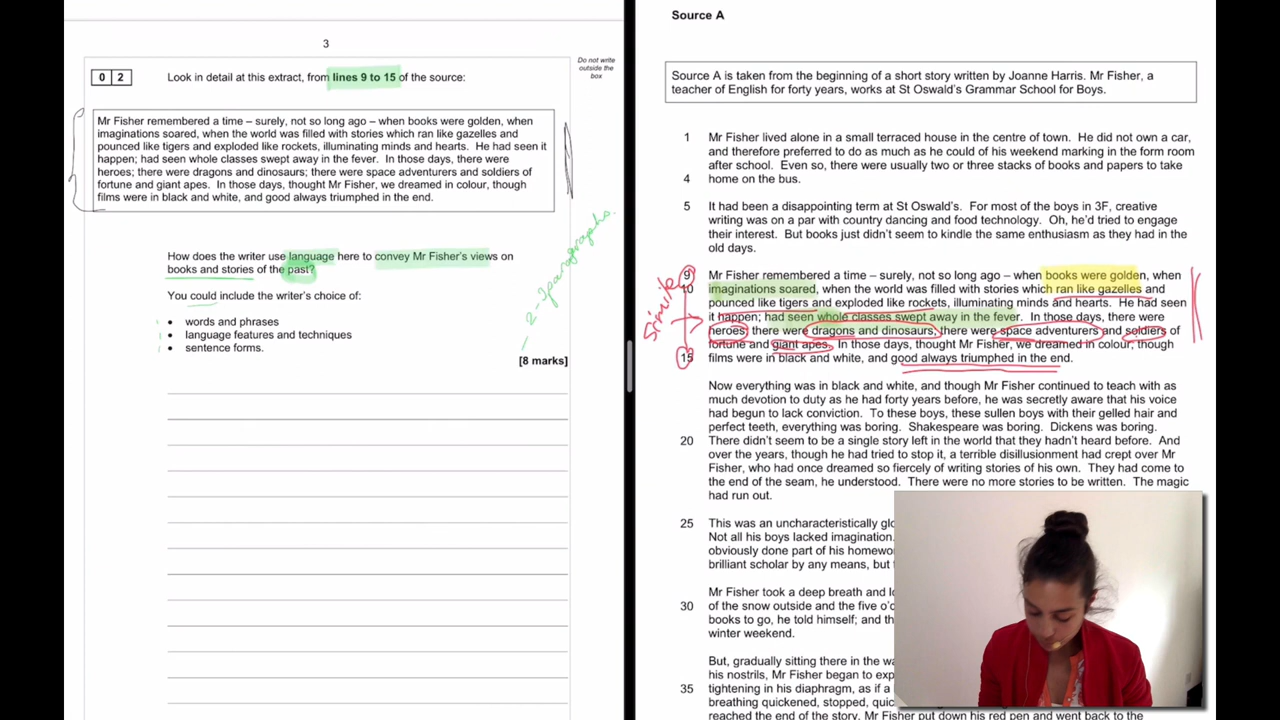 3
Do not write
outside the
box
0 2
Look in detail at this extract, from lines 9 to 15 of the source:
Mr Fisher remembered a time – surely, not so long ago – when books were golden, when
imaginations soared, when the world was filled with stories which ran like gazelles and
pounced like tigers and exploded like rockets, illuminating minds and hearts. He had seen it
happen; had seen whole classes swept away in the fever. In those days, there were
heroes; there were dragons and dinosaurs; there were space adventurers and soldiers of
fortune and giant apes. In those days, thought Mr Fisher, we dreamed in colour, though
films were in black and white, and good always triumphed in the end.
How does the writer use language here to convey Mr Fisher's views on
books and stories of the past?
You could include the writer's choice of:
• words and phrases
• language features and techniques
• sentence forms.
[8 marks]
2-3 paragraphs.
Source A
Source A is taken from the beginning of a short story written by Joanne Harris. Mr Fisher, a
teacher of English for forty years, works at St Oswald's Grammar School for Boys.
1 Mr Fisher lived alone in a small terraced house in the centre of town. He did not own a car,
and therefore preferred to do as much as he could of his weekend marking in the form room
after school. Even so, there were usually two or three stacks of books and papers to take
4 home on the bus.
5 It had been a disappointing term at St Oswald's. For most of the boys in 3F, creative
writing was on a par with country dancing and food technology. Oh, he'd tried to engage
their interest. But books just didn't seem to kindle the same enthusiasm as they had in the
old days.
9 Mr Fisher remembered a time – surely, not so long ago – when books were golden, when
10 imaginations soared, when the world was filled with stories which ran like gazelles and
pounced like tigers and exploded like rockets, illuminating minds and hearts. He had seen
it happen; had seen whole classes swept away in the fever. In those days, there were
heroes; there were dragons and dinosaurs; there were space adventurers and soldiers of
fortune and giant apes. In those days, thought Mr Fisher, we dreamed in colour, though
15 films were in black and white, and good always triumphed in the end.
Simile
Now everything was in black and white, and though Mr Fisher continued to teach with as
much devotion to duty as he had forty years before, he was secretly aware that his voice
had begun to lack conviction. To these boys, these sullen boys with their gelled hair and
perfect teeth, everything was boring. Shakespeare was boring. Dickens was boring.
20 There didn't seem to be a single story left in the world that they hadn't heard before. And
over the years, though he had tried to stop it, a terrible disillusionment had crept over Mr
Fisher, who had once dreamed so fiercely of writing stories of his own. They had come to
the end of the seam, he understood. There were no more stories to be written. The magic
had run out.
25 This was an uncharacteristically
Not all his boys lacked imagination.
obviously done part of his
brilliant scholar by any means, but
Mr Fisher took a deep breath and
30 of the snow outside and the five
books to go, he told himself; and
winter weekend.
But, gradually sitting there in the
his nostrils, Mr Fisher began to
35 tightening in his diaphragm, as if a
breathing quickened, stopped,
reached the end of the story. Mr Fisher put down his red pen and went back to the